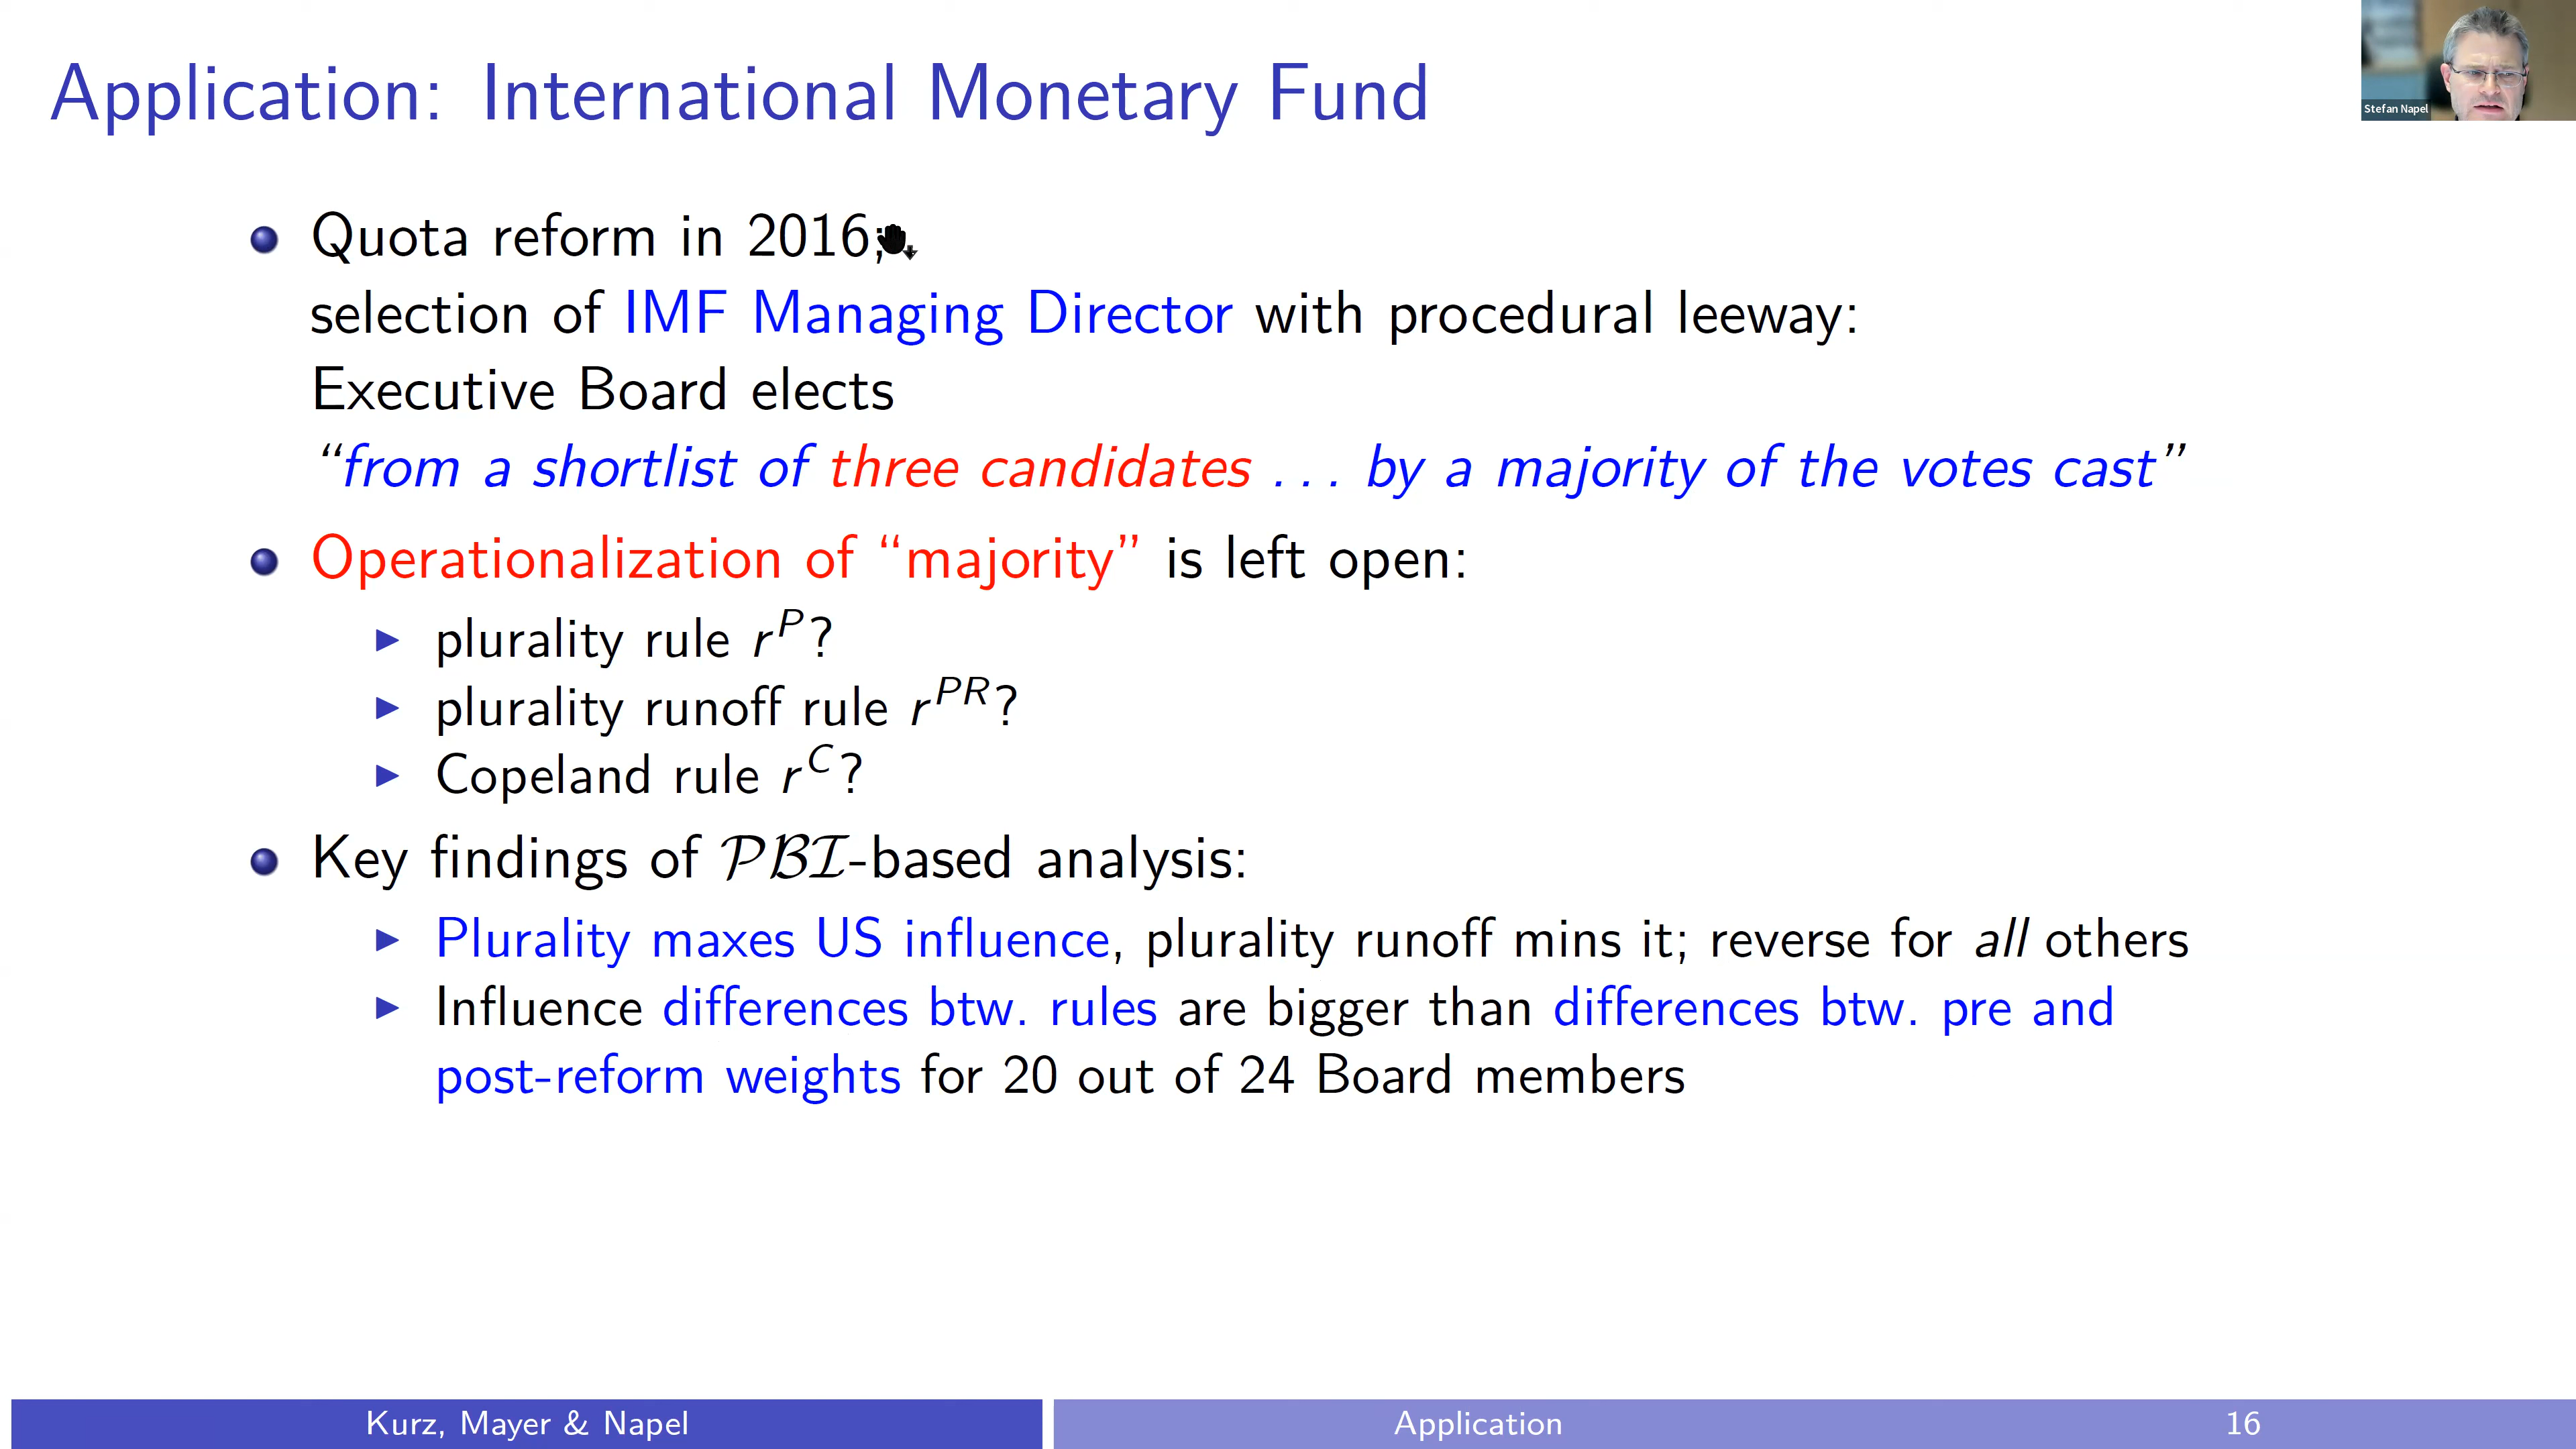 Application: International Monetary Fund
Stefan Napel
Quota reform in 2016;
selection of IMF Managing Director with procedural leeway:
Executive Board elects
“from a shortlist of three candidates . . . by a majority of the votes cast”
Operationalization of “majority” is left open:
plurality rule r^P?
plurality runoff rule r^PR?
Copeland rule r^C?
Key findings of PBI-based analysis:
Plurality maxes US influence, plurality runoff mins it; reverse for all others
Influence differences btw. rules are bigger than differences btw. pre and
post-reform weights for 20 out of 24 Board members
Kurz, Mayer & Napel
Application
16